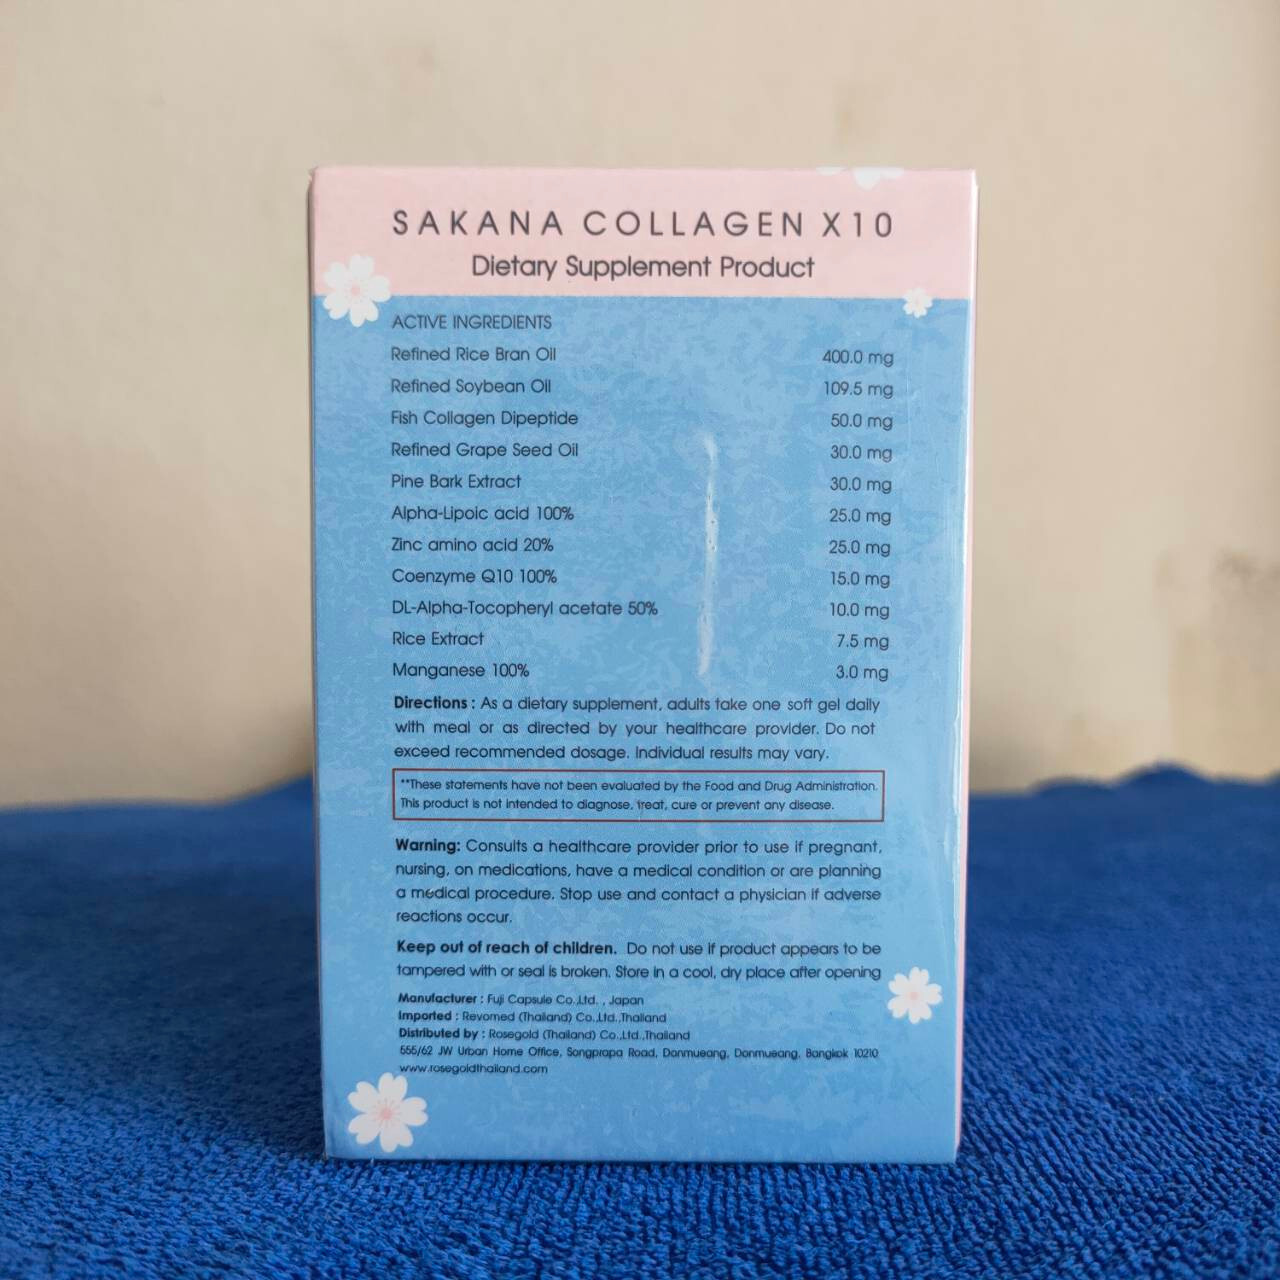 SAKANA COLLAGEN X10
Dietary Supplement Product
ACTIVE INGREDIENTS
Refined Rice Bran Oil 400.0 mg
Refined Soybean Oil 109.5 mg
Fish Collagen Dipeptide 50.0 mg
Refined Grape Seed Oil 30.0 mg
Pine Bark Extract 30.0 mg
Alpha-Lipoic acid 100% 25.0 mg
Zinc amino acid 20% 25.0 mg
Coenzyme Q10 100% 15.0 mg
DL-Alpha-Tocopheryl acetate 50% 10.0 mg
Rice Extract 7.5 mg
Manganese 100% 3.0 mg
Directions : As a dietary supplement, adults take one soft gel daily
with meal or as directed by your healthcare provider. Do not
exceed recommended dosage. Individual results may vary.
**These statements have not been evaluated by the Food and Drug Administration.
This product is not intended to diagnose, treat, cure or prevent any disease.
Warning: Consults a healthcare provider prior to use if pregnant,
nursing, on medications, have a medical condition or are planning
a medical procedure. Stop use and contact a physician if adverse
reactions occur.
Keep out of reach of children. Do not use if product appears to be
tampered with or seal is broken. Store in a cool, dry place after opening
Manufacturer : Fuji Capsule Co.,Ltd. , Japan
Imported : Revomed (Thailand) Co.,Ltd.,Thailand
Distributed by : Rosegold (Thailand) Co.,Ltd.,Thailand
555/62 JW Urban Home Office, Songprapa Road, Donmueang, Donmueang, Bangkok 10210
www.rosegoldthailand.com